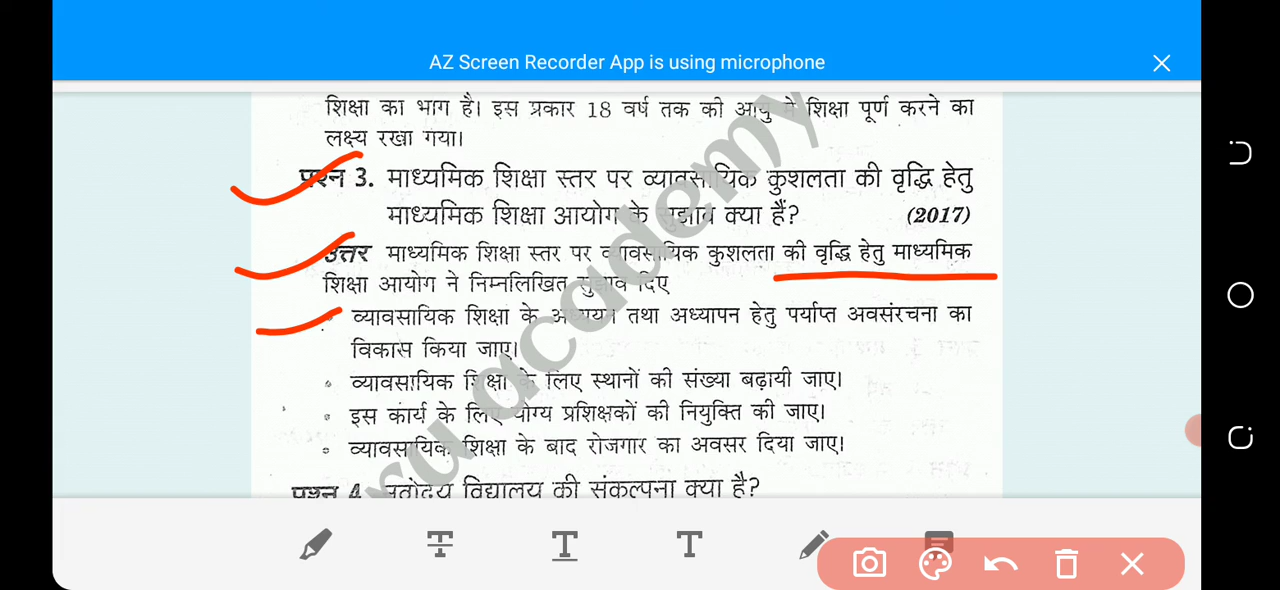 AZ Screen Recorder App is using microphone
शिक्षा का भाग है। इस प्रकार 18 वर्ष तक की आयु में शिक्षा पूर्ण करने का
लक्ष्य रखा गया।
प्रश्न 3. माध्यमिक शिक्षा स्तर पर व्यावसायिक कुशलता की वृद्धि हेतु
माध्यमिक शिक्षा आयोग के सुझाव क्या हैं? (2017)
उत्तर माध्यमिक शिक्षा स्तर पर व्यावसायिक कुशलता की वृद्धि हेतु माध्यमिक
शिक्षा आयोग ने निम्नलिखित सुझाव दिए
व्यावसायिक शिक्षा के अध्ययन तथा अध्यापन हेतु पर्याप्त अवसंरचना का
विकास किया जाए।
• व्यावसायिक शिक्षा के लिए स्थानों की संख्या बढ़ायी जाए।
• इस कार्य के लिए योग्य प्रशिक्षकों की नियुक्ति की जाए।
• व्यावसायिक शिक्षा के बाद रोजगार का अवसर दिया जाए।
प्रश्न 4. नवोदय विद्यालय की संकल्पना क्या है?
ru academy